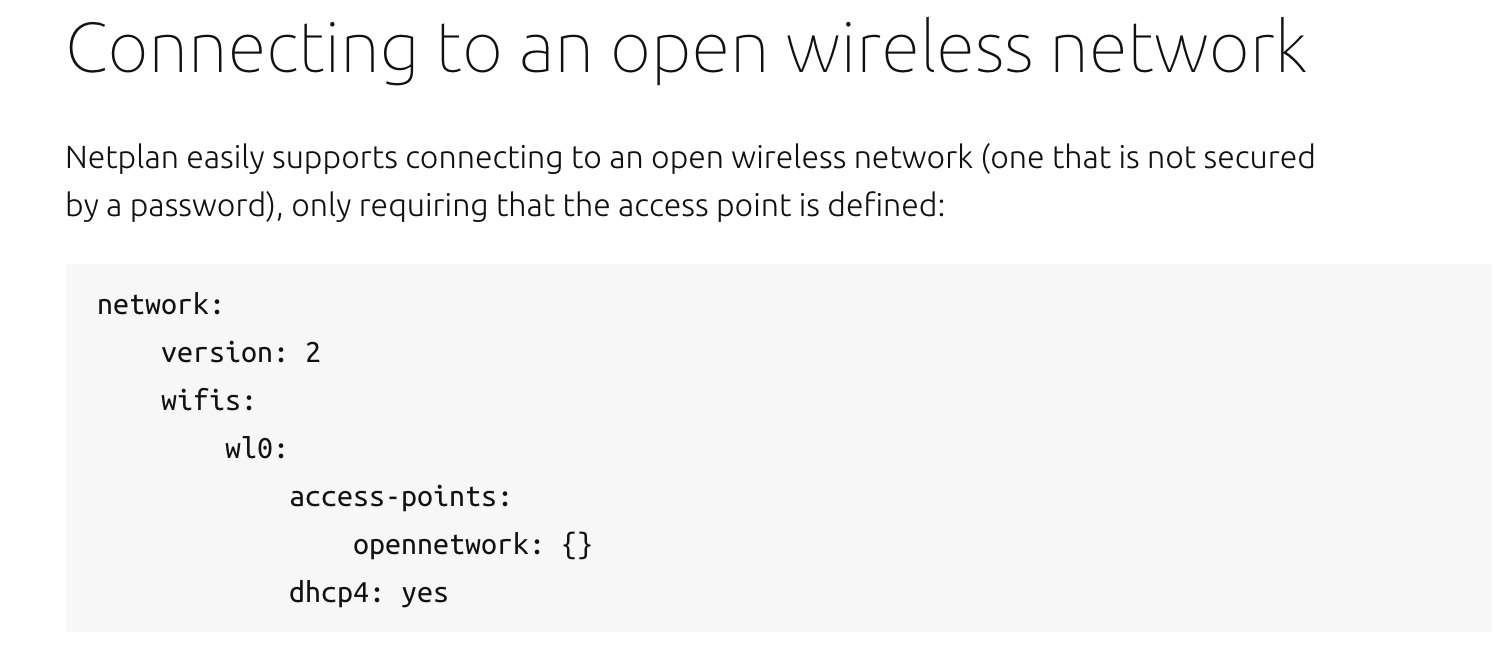 Connecting to an open wireless network
Netplan easily supports connecting to an open wireless network (one that is not secured
by a password), only requiring that the access point is defined:
network:
    version: 2
    wifis:
        wl0:
            access-points:
                opennetwork: {}
            dhcp4: yes